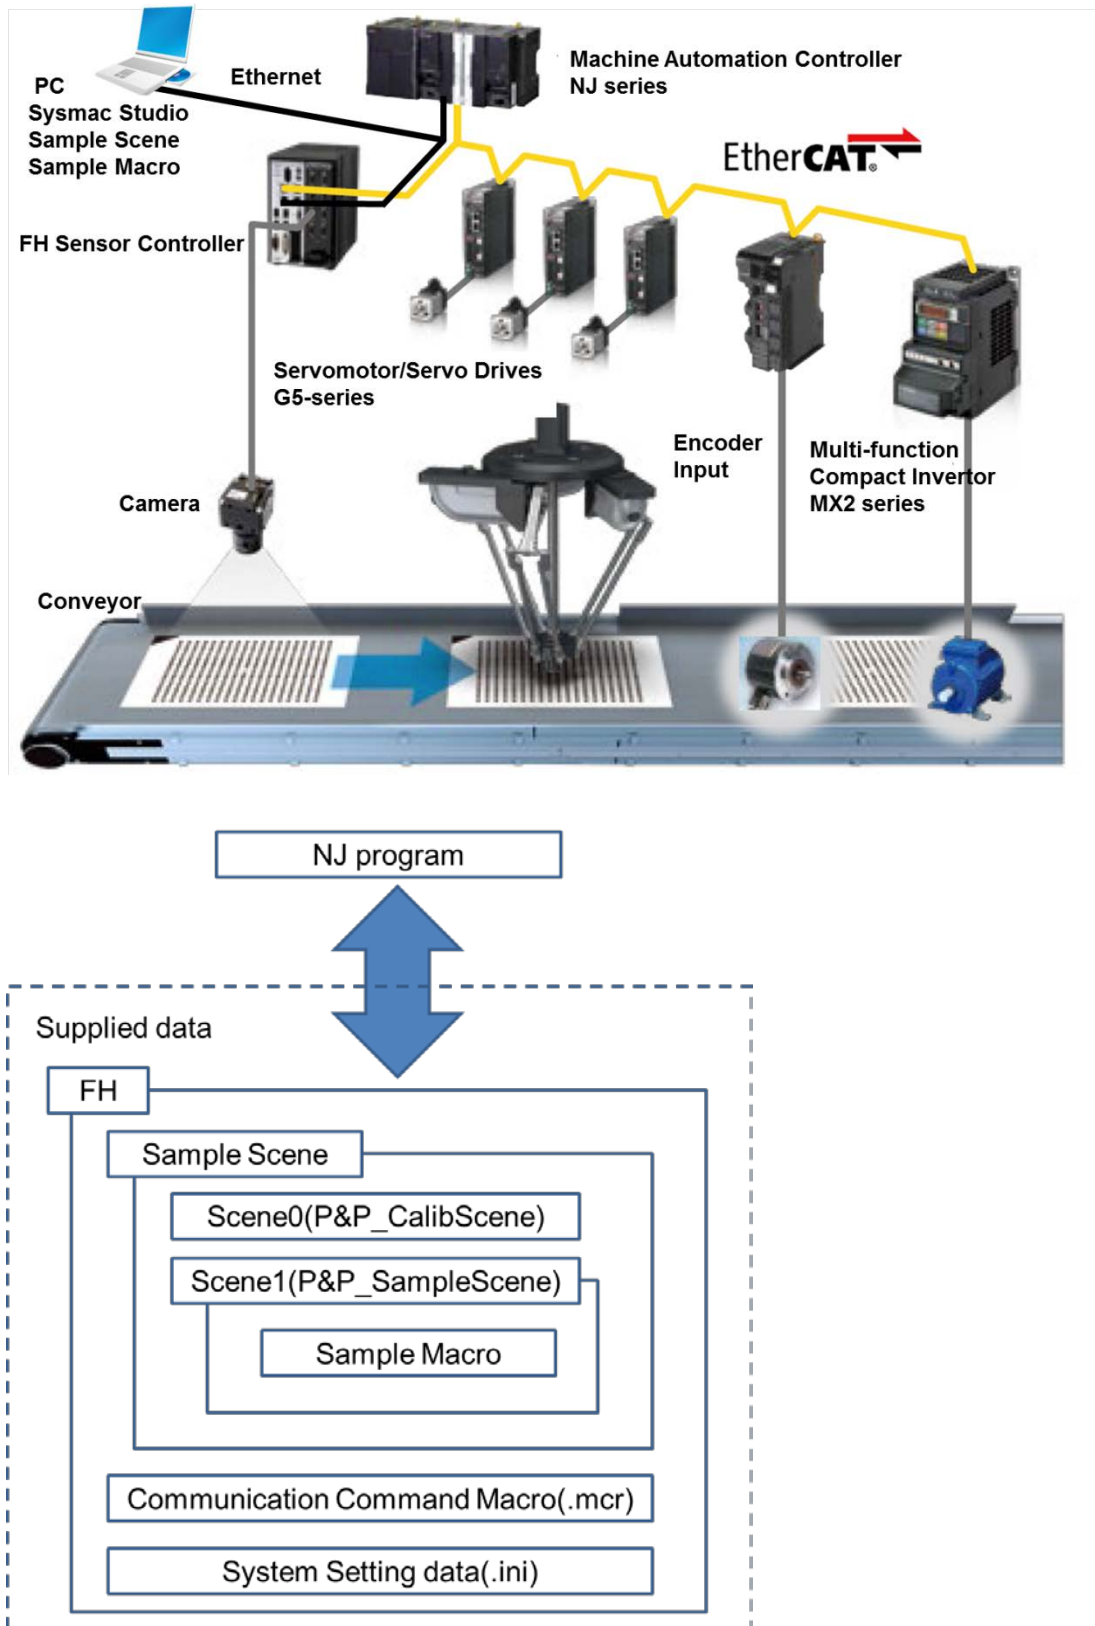 Machine Automation Controller
NJ series
Ethernet
PC
Sysmac Studio
Sample Scene
Sample Macro
EtherCAT®
FH Sensor Controller
Servomotor/Servo Drives
G5-series
Encoder
Input
Multi-function
Compact Invertor
MX2 series
Camera
Conveyor
NJ program
Supplied data
FH
Sample Scene
Scene0(P&P_CalibScene)
Scene1(P&P_SampleScene)
Sample Macro
Communication Command Macro(.mcr)
System Setting data(.ini)